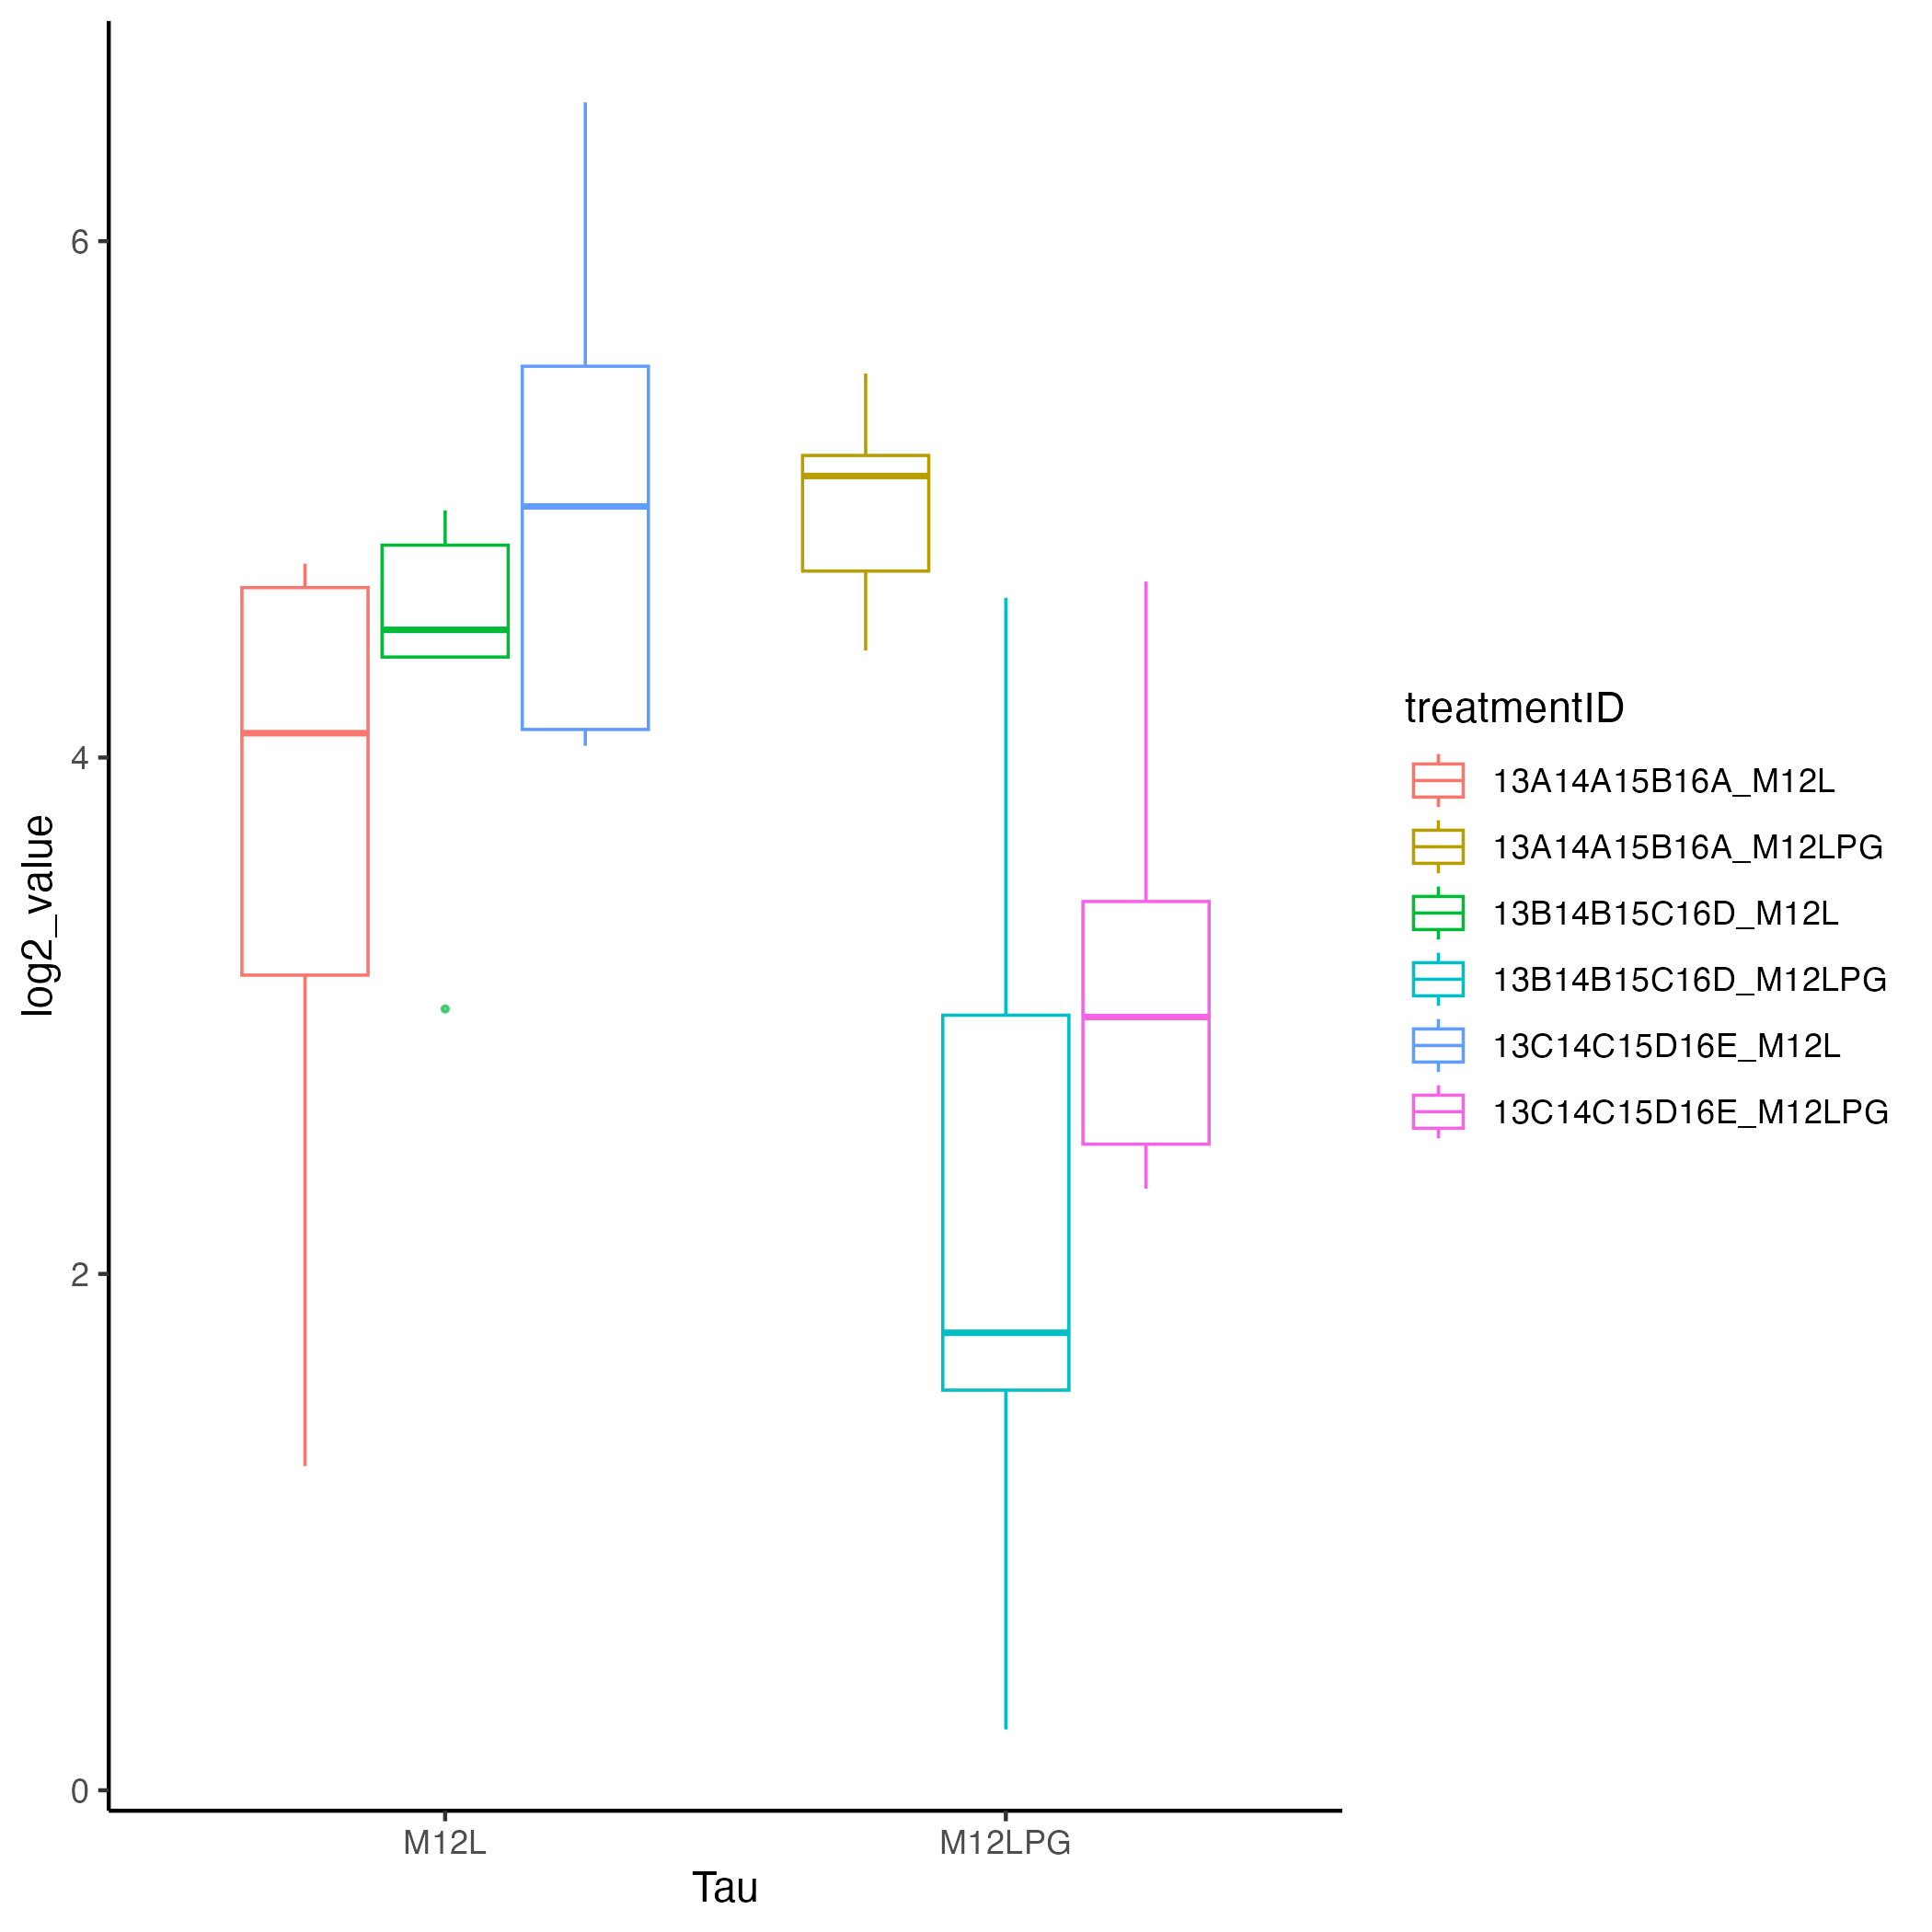 log2_value
6
4
2
0
M12L
M12LPG
Tau
treatmentID
13A14A15B16A_M12L
13A14A15B16A_M12LPG
13B14B15C16D_M12L
13B14B15C16D_M12LPG
13C14C15D16E_M12L
13C14C15D16E_M12LPG